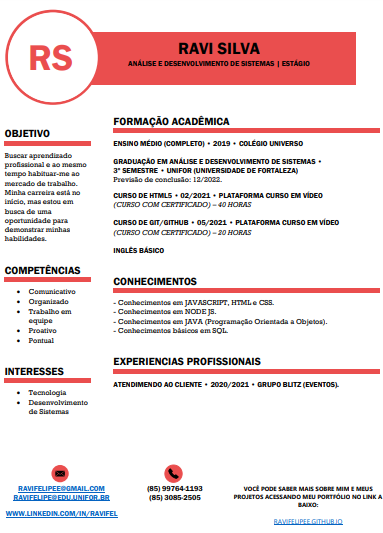 RS
RAVI SILVA
ANÁLISE E DESENVOLVIMENTO DE SISTEMAS | ESTÁGIO
OBJETIVO
Buscar aprendizado
profissional e ao mesmo
tempo habituar-me ao
mercado de trabalho.
Minha carreira está no
início, mas estou em
busca de uma
oportunidade para
demonstrar minhas
habilidades.
COMPETÊNCIAS
• Comunicativo
• Organizado
• Trabalho em
equipe
• Proativo
• Pontual
INTERESSES
• Tecnologia
• Desenvolvimento
de Sistemas
FORMAÇÃO ACADÊMICA
ENSINO MÉDIO (COMPLETO) • 2019 • COLÉGIO UNIVERSO
GRADUAÇÃO EM ANÁLISE E DESENVOLVIMENTO DE SISTEMAS •
3º SEMESTRE • UNIFOR (UNIVERSIDADE DE FORTALEZA)
Previsão de conclusão: 12/2022.
CURSO DE HTML5 • 02/2021 • PLATAFORMA CURSO EM VÍDEO
(CURSO COM CERTIFICADO) – 40 HORAS
CURSO DE GIT/GITHUB • 05/2021 • PLATAFORMA CURSO EM VÍDEO
(CURSO COM CERTIFICADO) – 20 HORAS
INGLÊS BÁSICO
CONHECIMENTOS
- Conhecimentos em JAVASCRIPT, HTML e CSS.
- Conhecimentos em NODE JS.
- Conhecimentos em JAVA (Programação Orientada a Objetos).
- Conhecimentos básicos em SQL.
EXPERIENCIAS PROFISSIONAIS
ATENDIMENTO AO CLIENTE • 2020/2021 • GRUPO BLITZ (EVENTOS).
RAVIFELIPEE@GMAIL.COM
RAVIFELIPE@EDU.UNIFOR.BR
WWW.LINKEDIN.COM/IN/RAVIFEL
(85) 99764-1193
(85) 3085-2505
VOCÊ PODE SABER MAIS SOBRE MIM E MEUS
PROJETOS ACESSANDO MEU PORTFÓLIO NO LINK A
BAIXO:
RAVIFELIPEE.GITHUB.IO